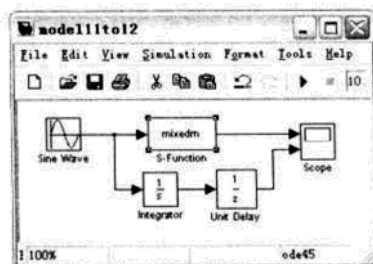 model11to12
File Edit View Simulation Format Tools Help
10
mixedm
Sine Wave
S-Function
Scope
1
s
1
z
Integrator
Unit Delay
100%
ode45